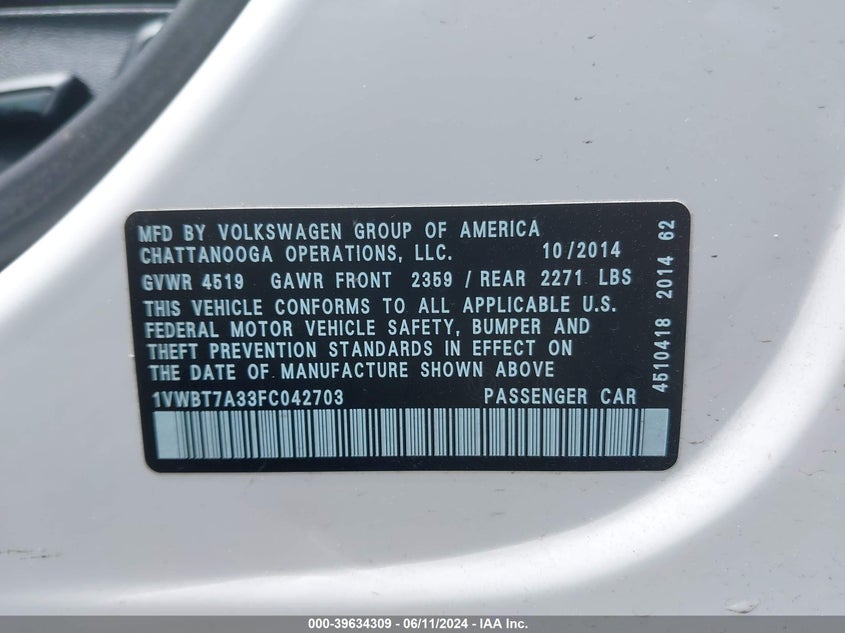 MFD BY VOLKSWAGEN GROUP OF AMERICA
CHATTANOOGA OPERATIONS, LLC. 10/2014
GVWR 4519 GAWR FRONT 2359 / REAR 2271 LBS
THIS VEHICLE CONFORMS TO ALL APPLICABLE U.S.
FEDERAL MOTOR VEHICLE SAFETY, BUMPER AND
THEFT PREVENTION STANDARDS IN EFFECT ON
THE DATE OF MANUFACTURE SHOWN ABOVE
1VWBT7A33FC042703 PASSENGER CAR
4510418 2014 62
000-39634309 - 06/11/2024 - IAA Inc.